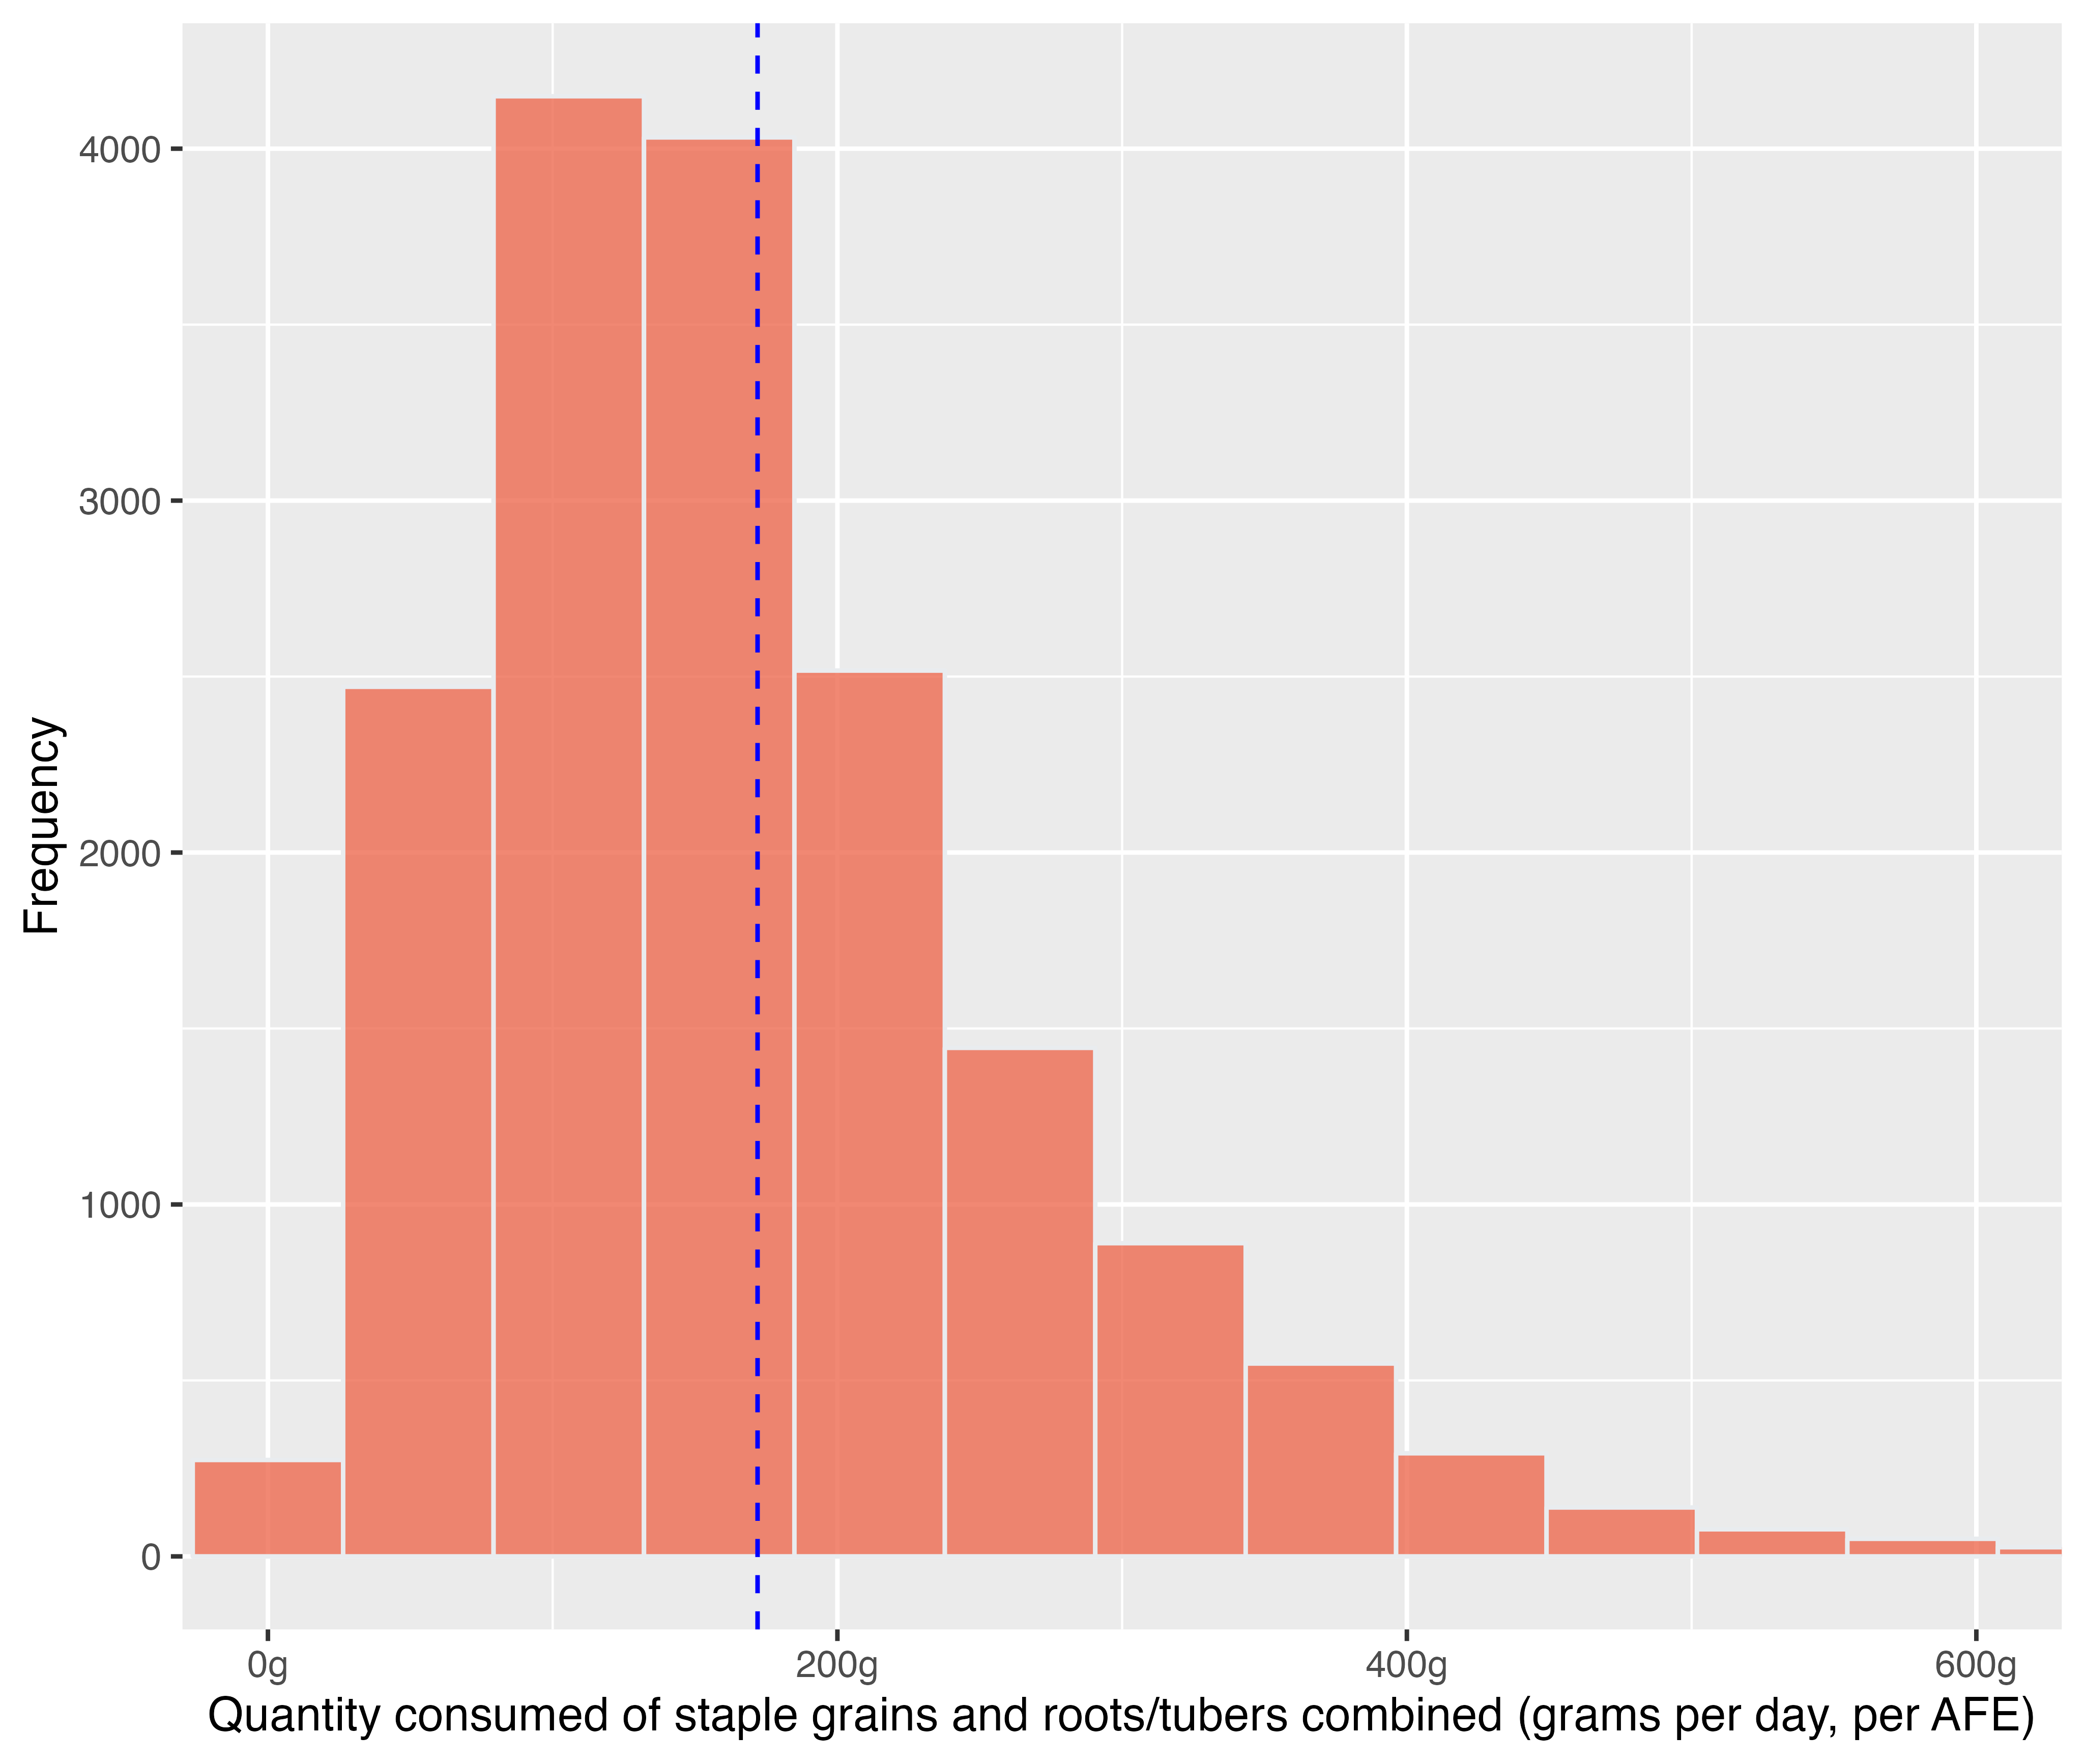 Frequency
4000
3000
2000
1000
0
0g 200g 400g 600g
Quantity consumed of staple grains and roots/tubers combined (grams per day, per AFE)